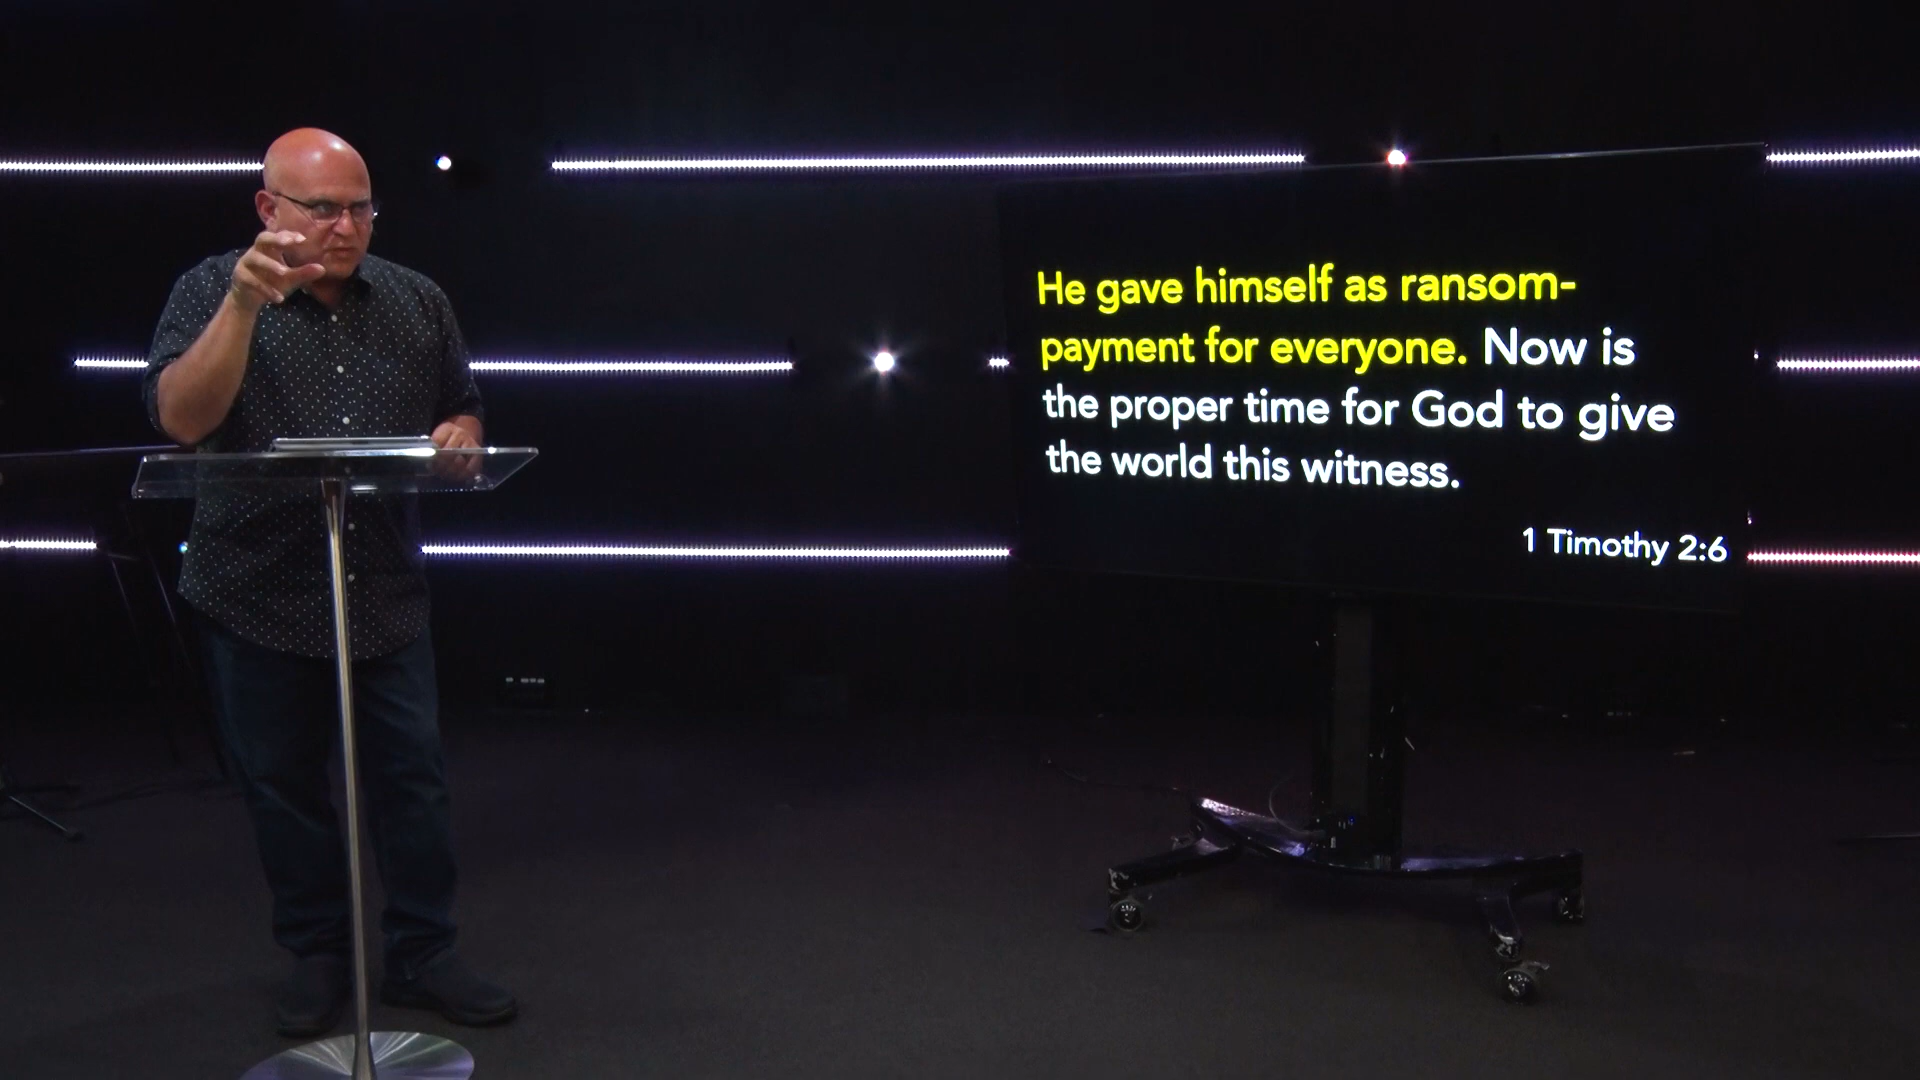 He gave himself as ransom-
payment for everyone. Now is
the proper time for God to give
the world this witness.
1 Timothy 2:6